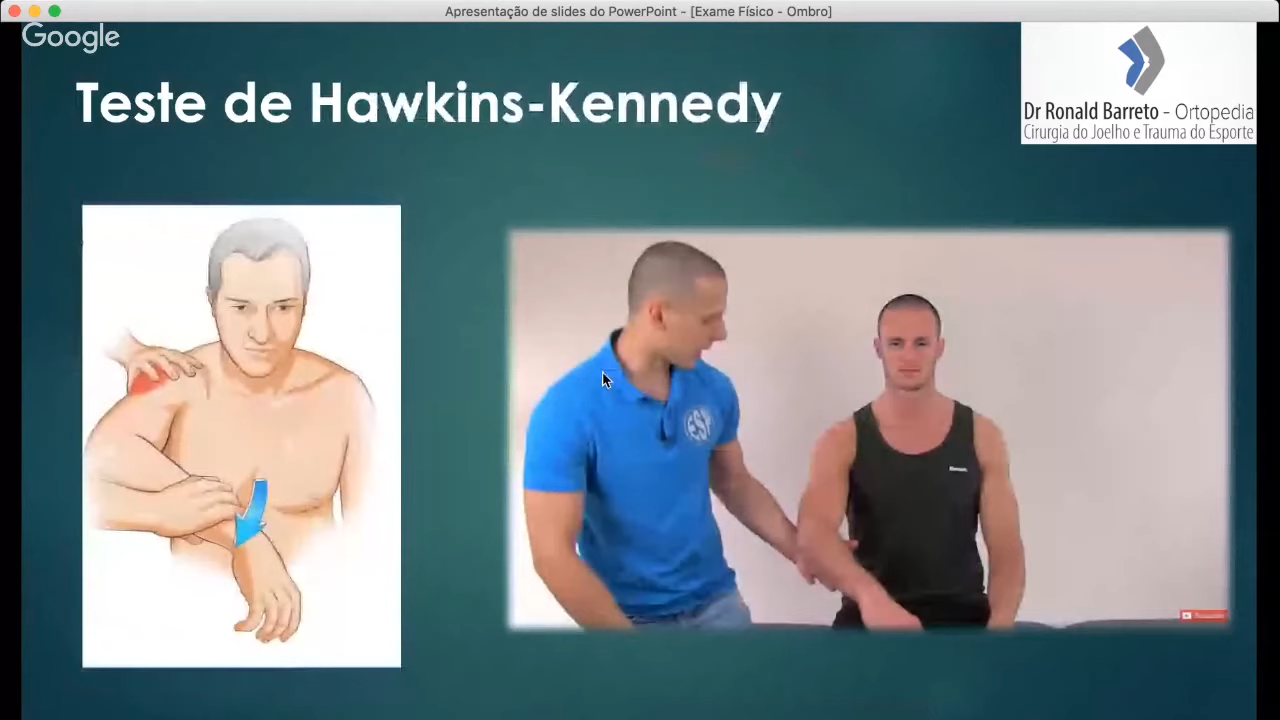 Apresentação de slides do PowerPoint - [Exame Físico - Ombro]
Google
Teste de Hawkins-Kennedy
Dr Ronald Barreto - Ortopedia
Cirurgia do Joelho e Trauma do Esporte
ESP